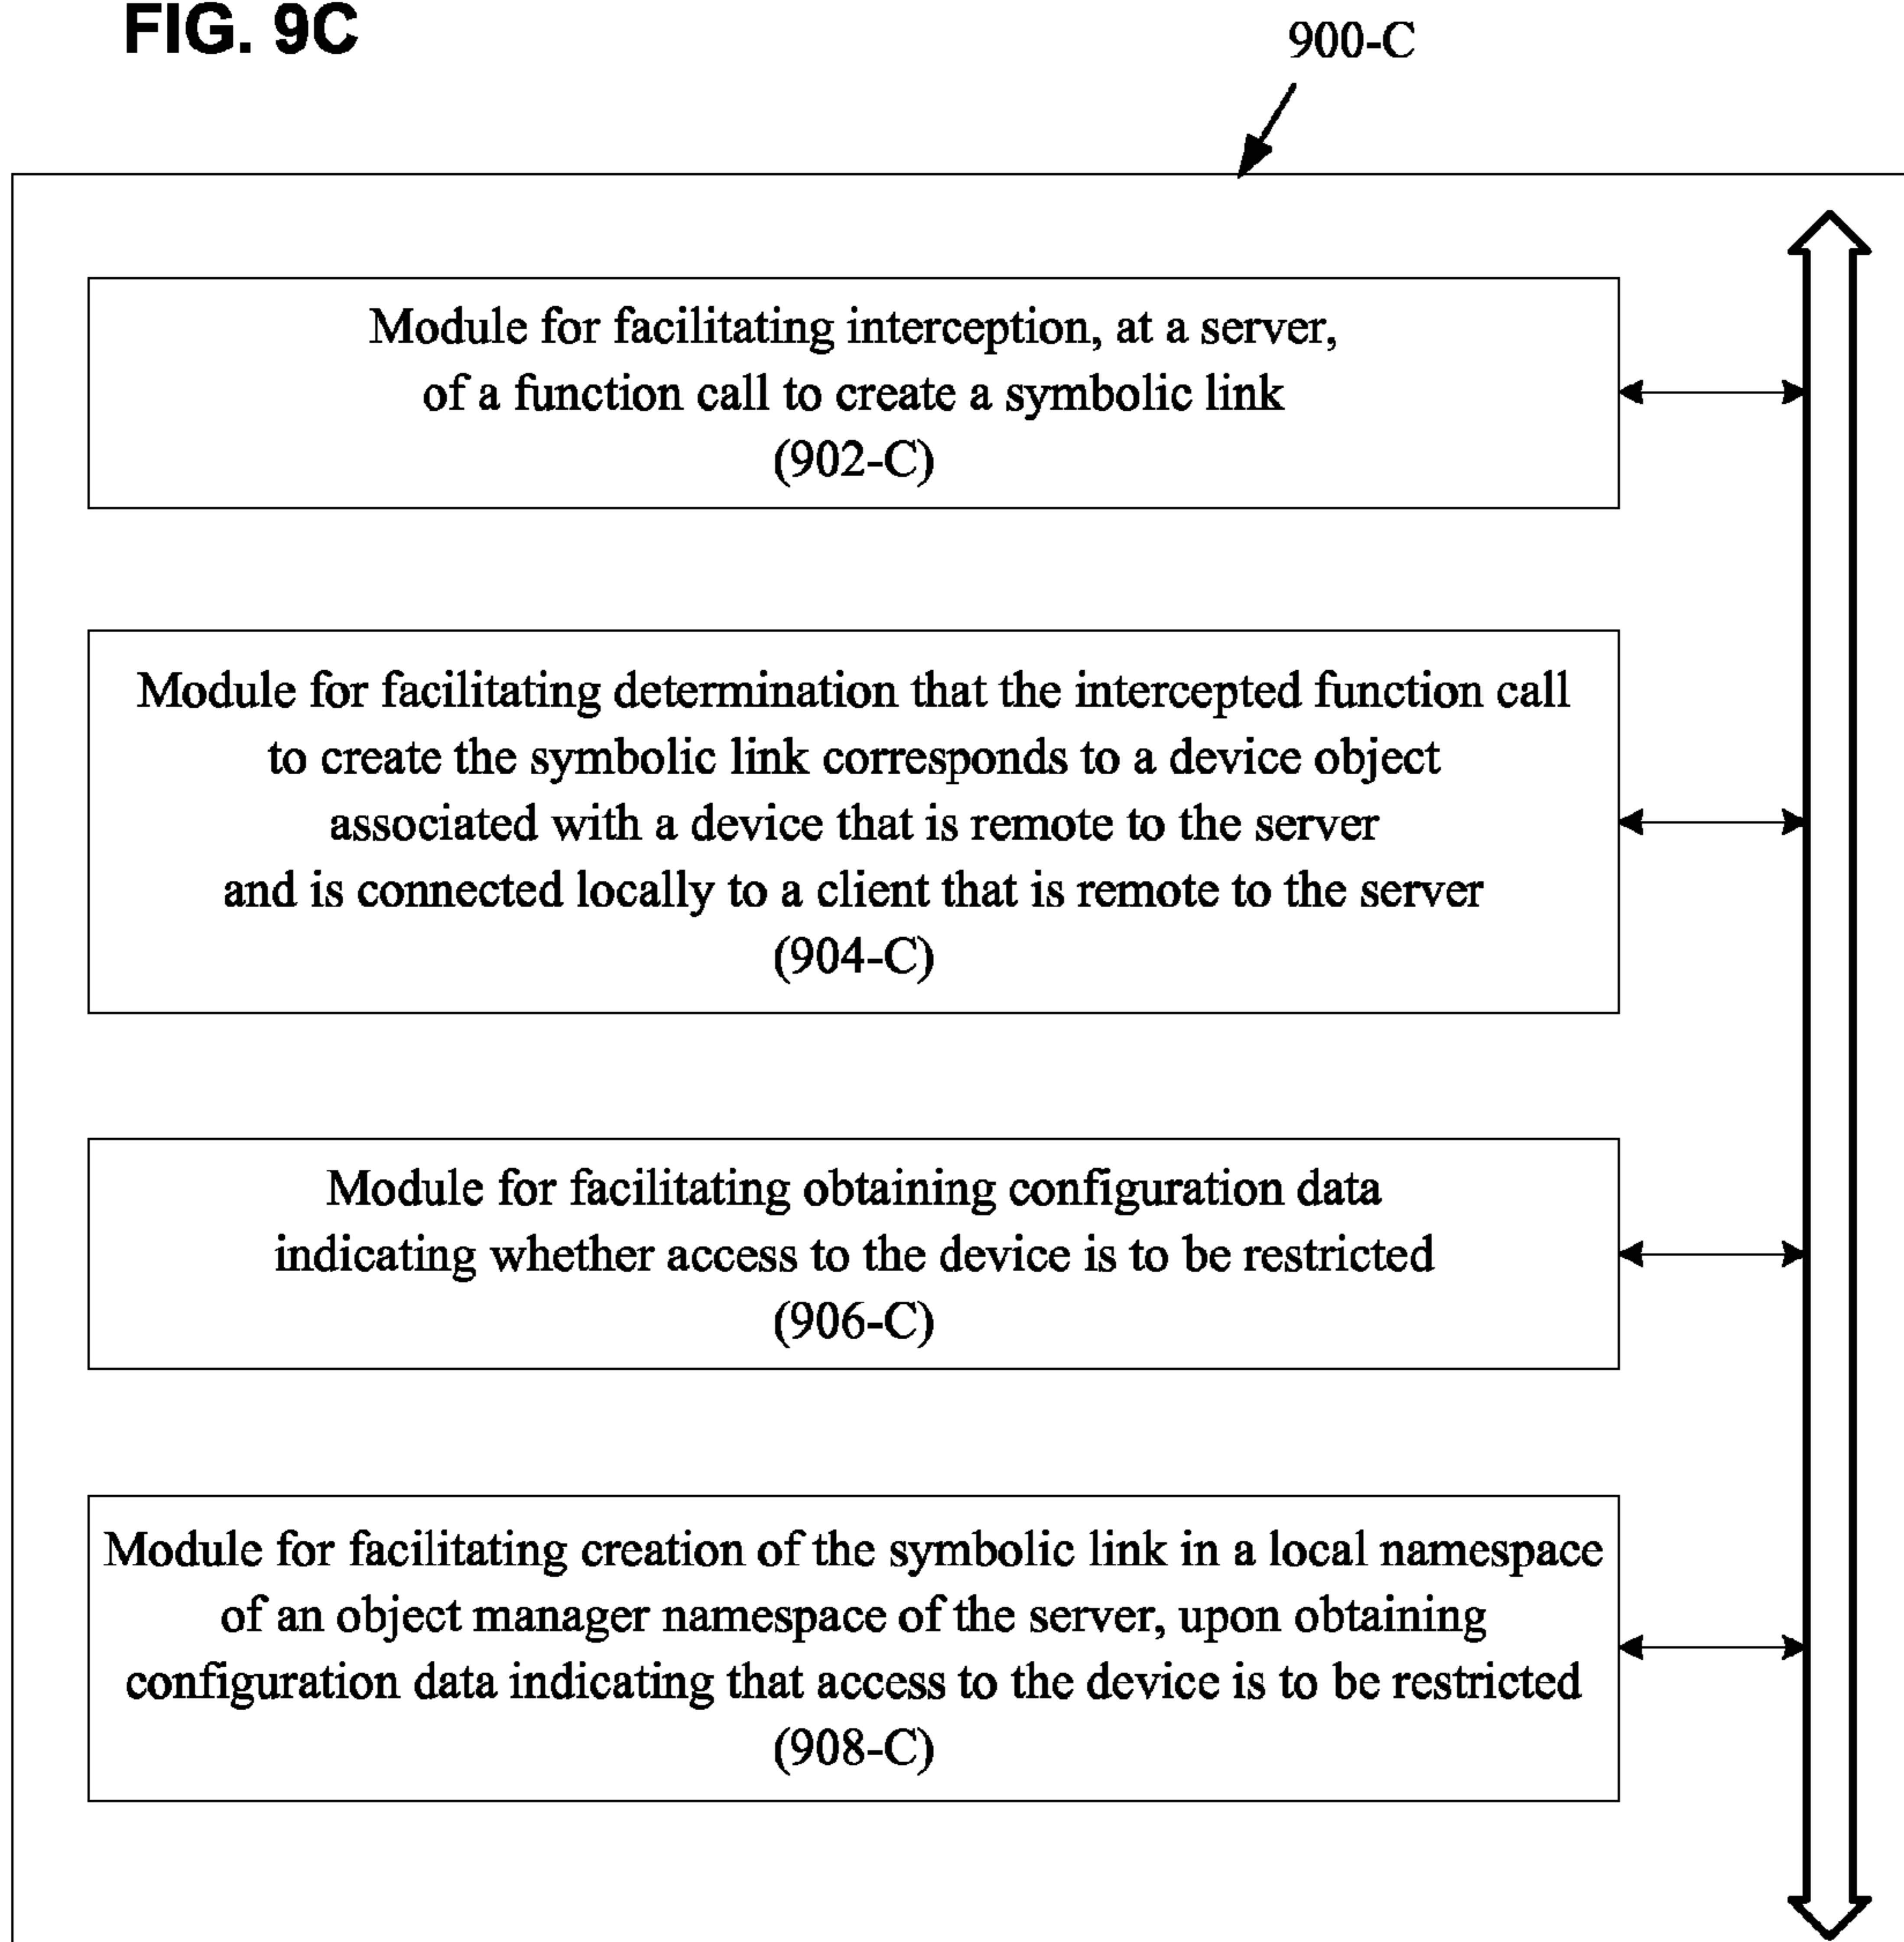 FIG. 9C
900-C
Module for facilitating interception, at a server,
of a function call to create a symbolic link
(902-C)
Module for facilitating determination that the intercepted function call
to create the symbolic link corresponds to a device object
associated with a device that is remote to the server
and is connected locally to a client that is remote to the server
(904-C)
Module for facilitating obtaining configuration data
indicating whether access to the device is to be restricted
(906-C)
Module for facilitating creation of the symbolic link in a local namespace
of an object manager namespace of the server, upon obtaining
configuration data indicating that access to the device is to be restricted
(908-C)